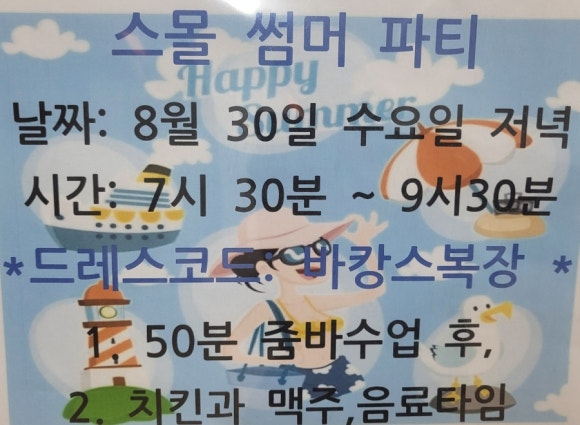 스몰 썸머 파티
Happy
Summer
날짜: 8월 30일 수요일 저녁
시간: 7시 30분 ~ 9시30분
*드레스코드: 바캉스복장 *
1, 50분 줌바수업 후,
2. 치킨과 맥주,음료타임